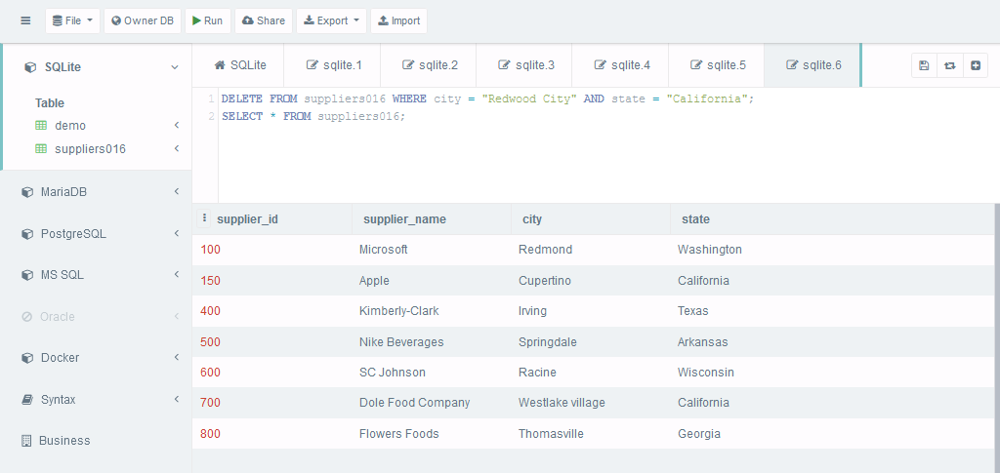 File Owner DB Run Share Export Import
SQLite
Table
demo
suppliers016
MariaDB
PostgreSQL
MS SQL
Oracle
Docker
Syntax
Business
SQLite sqlite.1 sqlite.2 sqlite.3 sqlite.4 sqlite.5 sqlite.6
1 DELETE FROM suppliers016 WHERE city = "Redwood City" AND state = "California";
2 SELECT * FROM suppliers016;
supplier_id supplier_name city state
100 Microsoft Redmond Washington
150 Apple Cupertino California
400 Kimberly-Clark Irving Texas
500 Nike Beverages Springdale Arkansas
600 SC Johnson Racine Wisconsin
700 Dole Food Company Westlake village California
800 Flowers Foods Thomasville Georgia